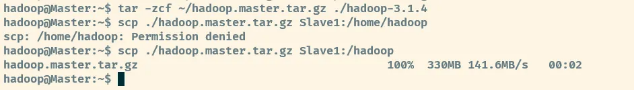 hadoop@Master:~$ tar -zcf ~/hadoop.master.tar.gz ./hadoop-3.1.4
hadoop@Master:~$ scp ./hadoop.master.tar.gz Slave1:/home/hadoop
scp: /home/hadoop: Permission denied
hadoop@Master:~$ scp ./hadoop.master.tar.gz Slave1:/hadoop
hadoop.master.tar.gz 100% 330MB 141.6MB/s 00:02
hadoop@Master:~$